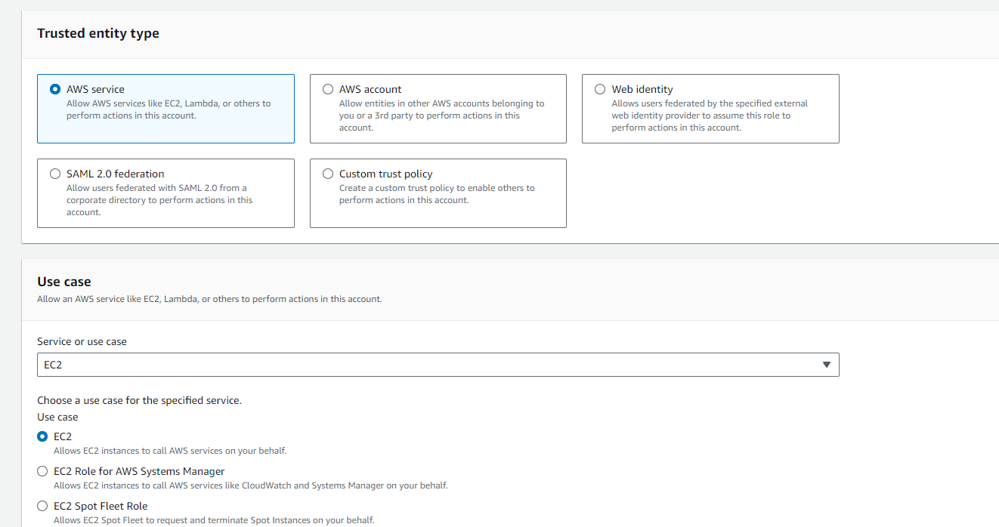 Trusted entity type
AWS service
Allow AWS services like EC2, Lambda, or others to
perform actions in this account.
AWS account
Allow entities in other AWS accounts belonging to
you or a 3rd party to perform actions in this
account.
Web identity
Allows users federated by the specified external
web identity provider to assume this role to
perform actions in this account.
SAML 2.0 federation
Allow users federated with SAML 2.0 from a
corporate directory to perform actions in this
account.
Custom trust policy
Create a custom trust policy to enable others to
perform actions in this account.
Use case
Allow an AWS service like EC2, Lambda, or others to perform actions in this account.
Service or use case
EC2
Choose a use case for the specified service.
Use case
EC2
Allows EC2 instances to call AWS services on your behalf.
EC2 Role for AWS Systems Manager
Allows EC2 instances to call AWS services like CloudWatch and Systems Manager on your behalf.
EC2 Spot Fleet Role
Allows EC2 Spot Fleet to request and terminate Spot Instances on your behalf.